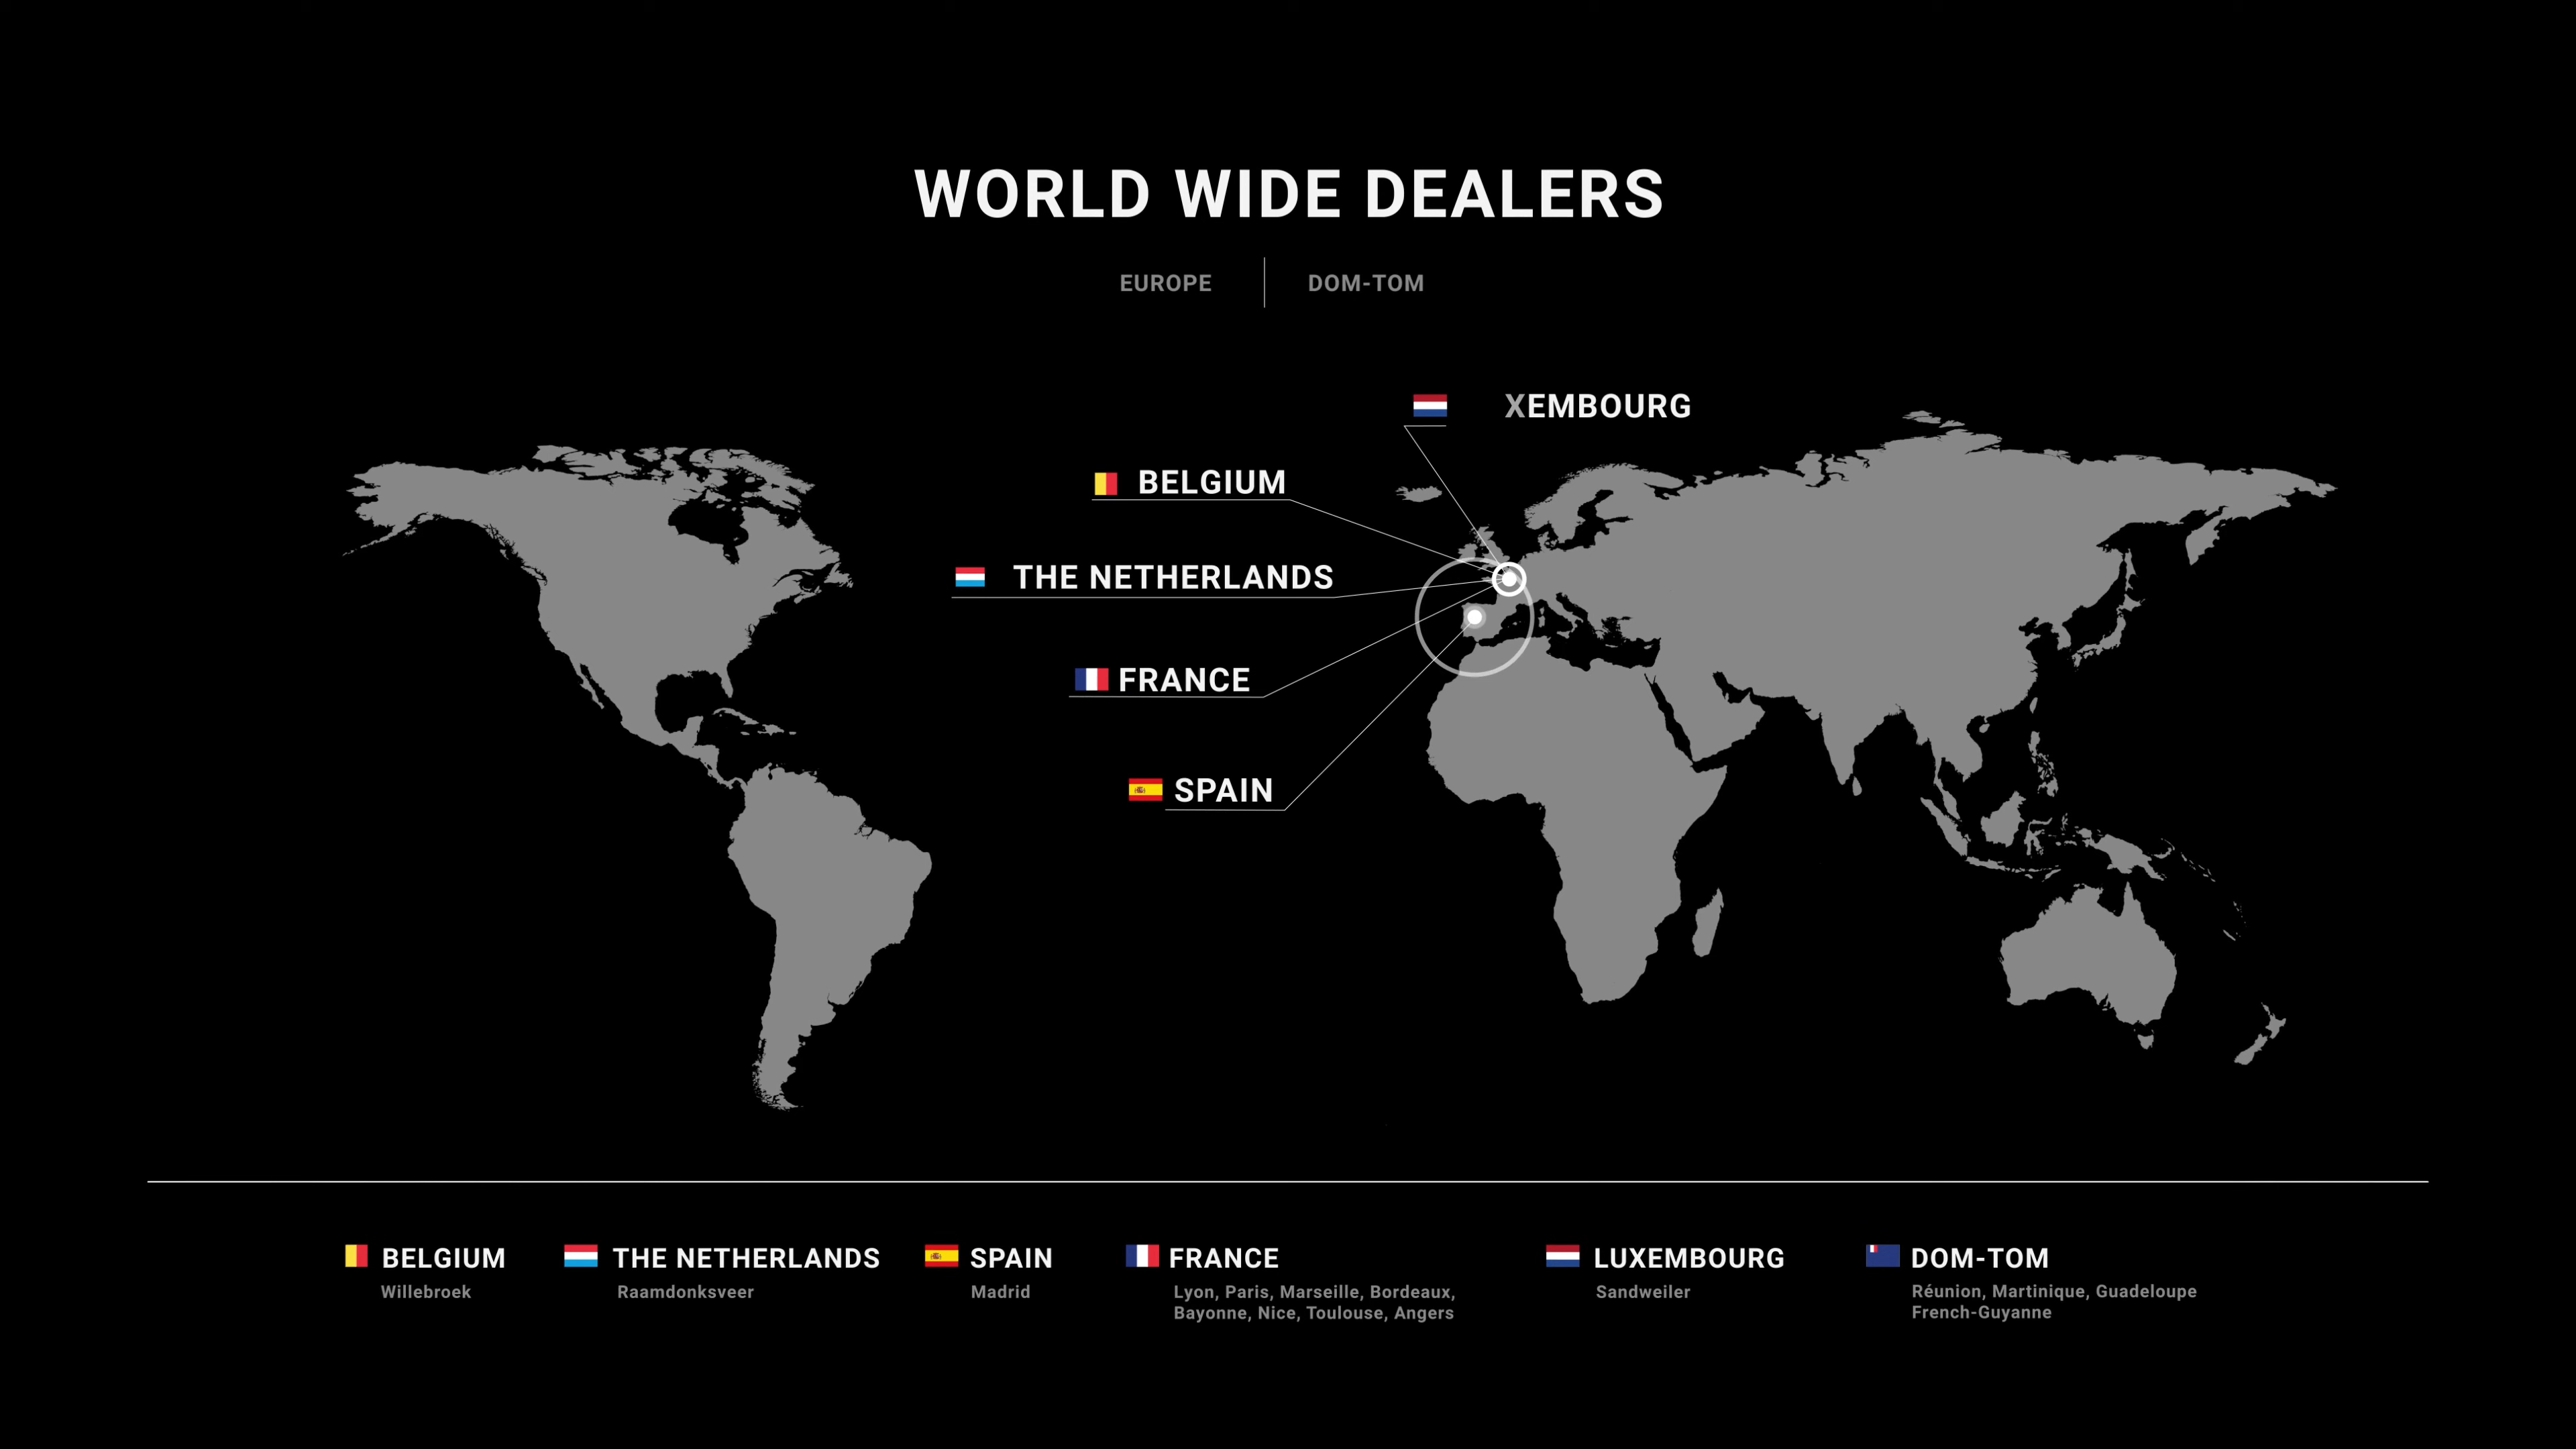 WORLD WIDE DEALERS
EUROPE
DOM-TOM
XEMBOURG
BELGIUM
THE NETHERLANDS
FRANCE
SPAIN
BELGIUM
Willebroek
THE NETHERLANDS
Raamdonksveer
SPAIN
Madrid
FRANCE
Lyon, Paris, Marseille, Bordeaux,
Bayonne, Nice, Toulouse, Angers
LUXEMBOURG
Sandweiler
DOM-TOM
Réunion, Martinique, Guadeloupe
French-Guyanne